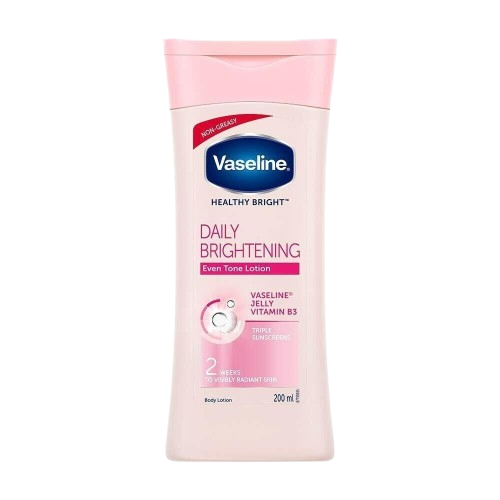 NON-GREASY
Vaseline®
HEALTHY BRIGHT™
DAILY
BRIGHTENING
Even Tone Lotion
VASELINE®
JELLY
VITAMIN B3
TRIPLE
SUNSCREENS
2 WEEKS
TO VISIBLY RADIANT SKIN
Body Lotion
200 ml